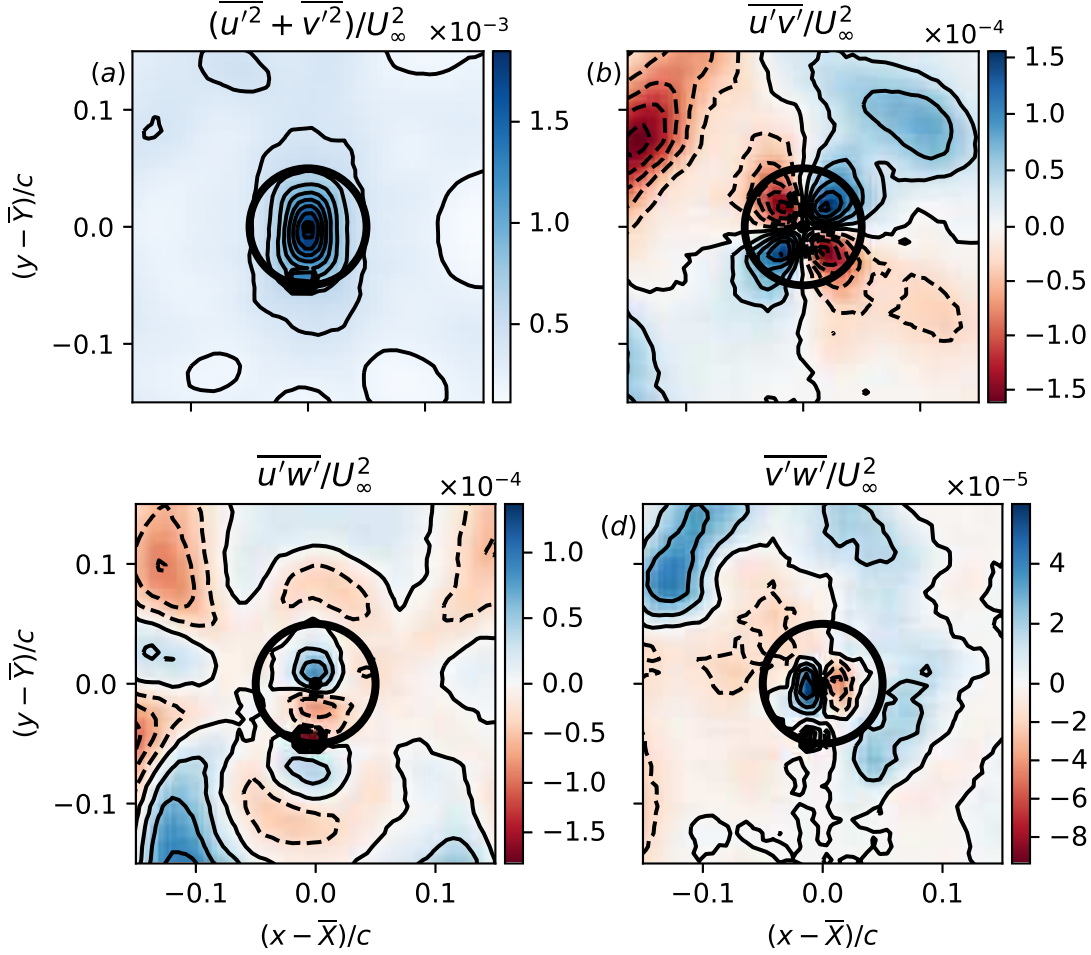 (u′² + v′²)/U∞² ×10⁻³
(a)
0.1
0.0
−0.1
(y − Y)/c
1.5
1.0
0.5
u′v′/U∞² ×10⁻⁴
(b)
1.5
1.0
0.5
0.0
−0.5
−1.0
−1.5
u′w′/U∞² ×10⁻⁴
0.1
0.0
−0.1
(y − Y)/c
−0.1 0.0 0.1
(x − X)/c
1.0
0.5
0.0
−0.5
−1.0
−1.5
v′w′/U∞² ×10⁻⁵
(d)
−0.1 0.0 0.1
(x − X)/c
4
2
0
−2
−4
−6
−8